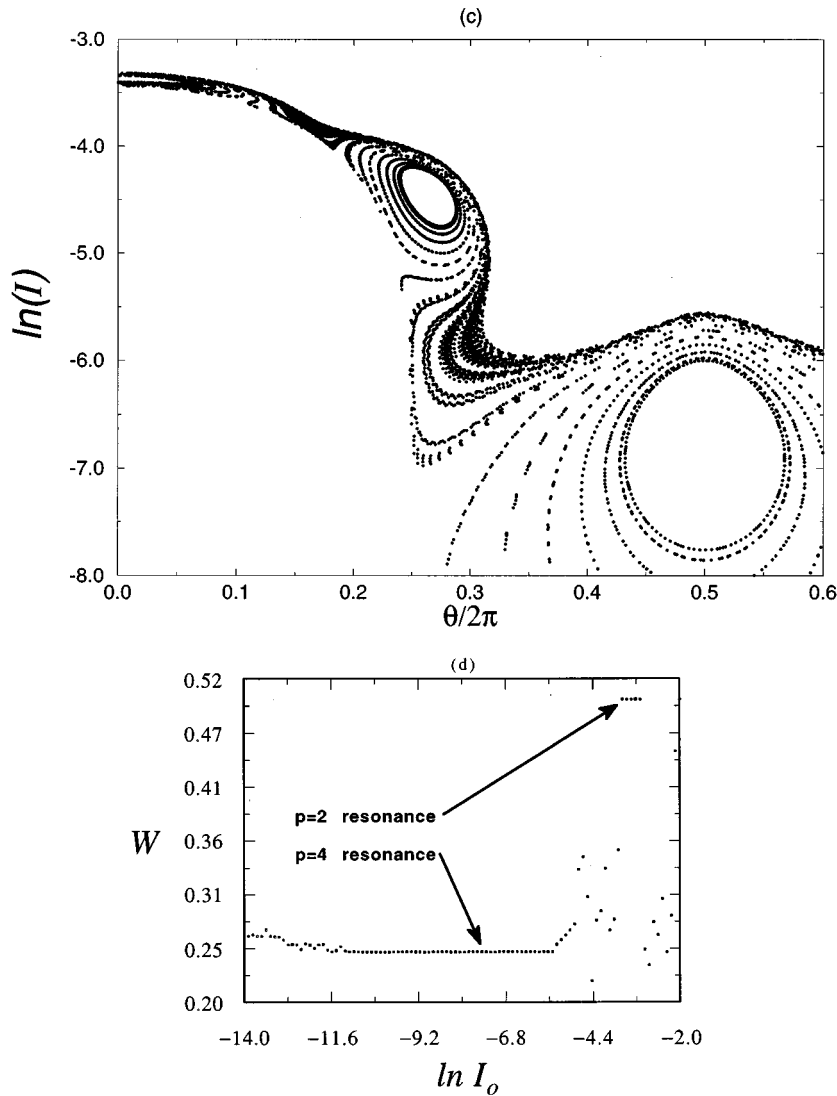 (c)
-3.0
-4.0
-5.0
-6.0
-7.0
-8.0
ln(I)
0.0 0.1 0.2 0.3 0.4 0.5 0.6
θ/2π
(d)
0.52
0.47
0.41
0.36
0.31
0.25
0.20
W
p=2 resonance
p=4 resonance
−14.0 −11.6 −9.2 −6.8 −4.4 −2.0
ln Io